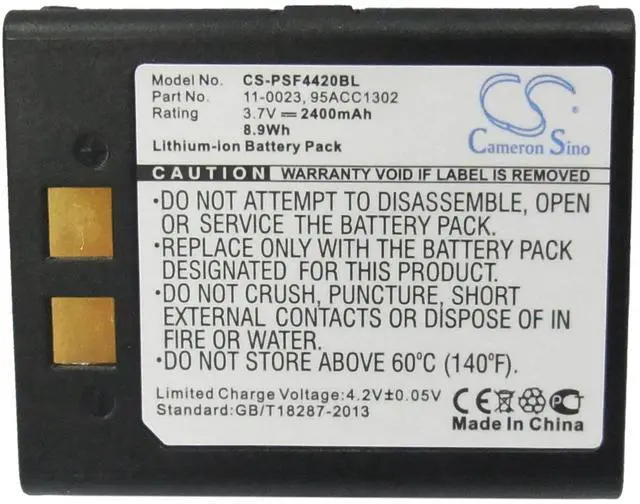 Model No. CS-PSF4420BL
11-0023, 95ACC1302
Rating 3.7V ⎓ 2400mAh
8.9Wh
Lithium-ion Battery Pack
CS
Cameron Sino
CAUTION WARRANTY VOID IF LABEL IS REMOVED
•DO NOT ATTEMPT TO DISASSEMBLE, OPEN
OR SERVICE THE BATTERY PACK.
•REPLACE ONLY WITH THE BATTERY PACK
DESIGNATED FOR THIS PRODUCT
•DO NOT CRUSH, PUNCTURE, SHORT
EXTERNAL CONTACTS OR DISPOSE OF IN
FIRE OR WATER.
•DO NOT STORE ABOVE 60°C (140°F).
Limited Charge Voltage:4.2V±0.05V
Standard:GB/T18287-2013
CE
Made in China